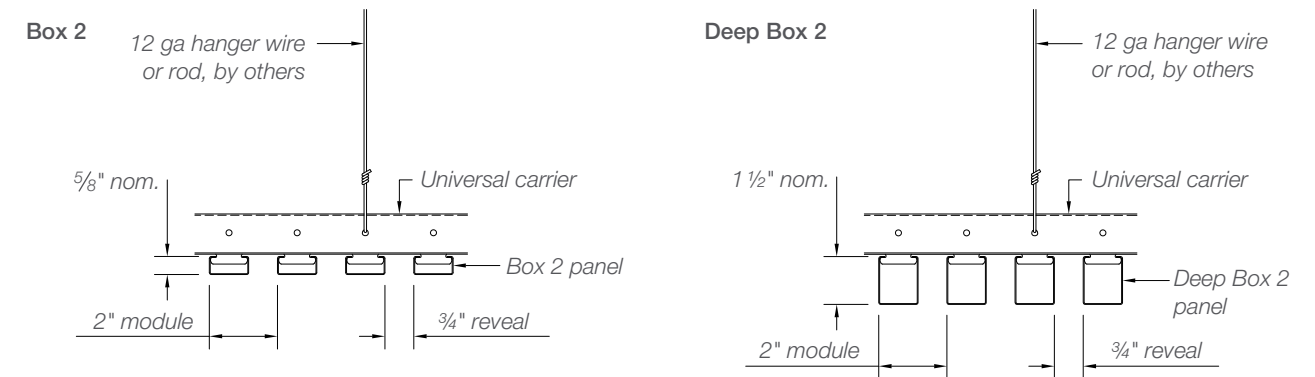 Box 2
12 ga hanger wire
or rod, by others
5/8" nom.
Universal carrier
Box 2 panel
2" module
3/4" reveal
Deep Box 2
12 ga hanger wire
or rod, by others
1 1/2" nom.
Universal carrier
Deep Box 2
panel
2" module
3/4" reveal